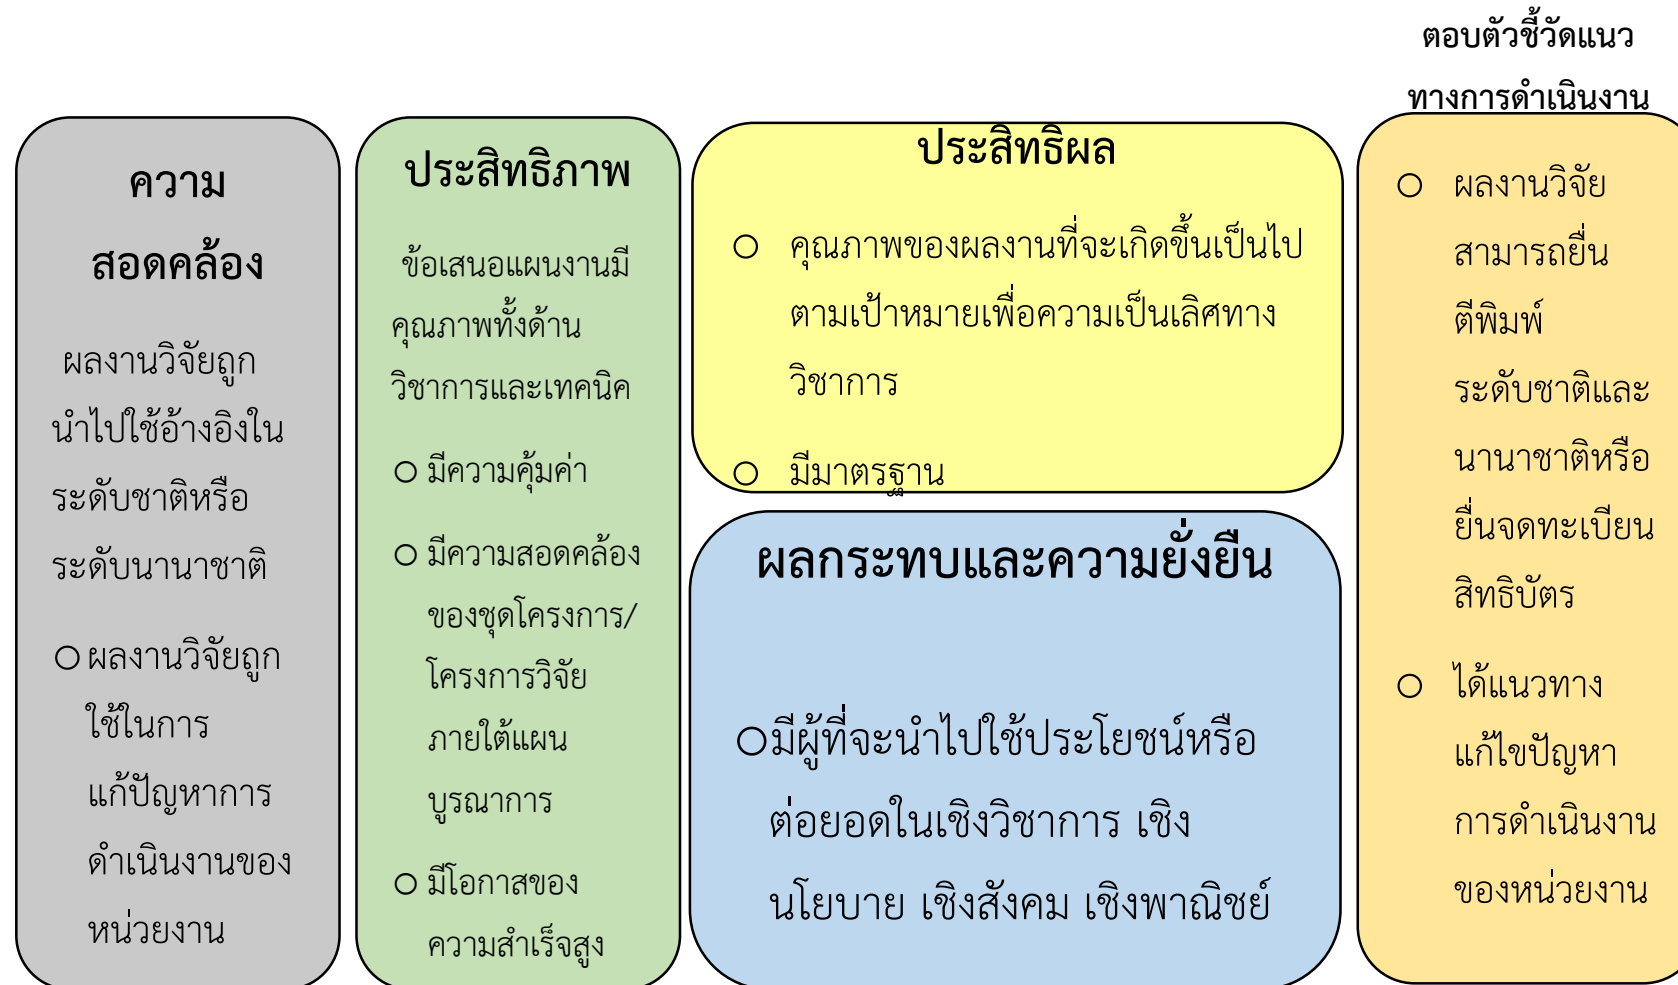 ตอบตัวชี้วัดแนว
ทางการดำเนินงาน
ความ
สอดคล้อง
ผลงานวิจัยถูก
นำไปใช้อ้างอิงใน
ระดับชาติหรือ
ระดับนานาชาติ
○ ผลงานวิจัยถูก
ใช้ในการ
แก้ปัญหาการ
ดำเนินงานของ
หน่วยงาน
ประสิทธิภาพ
ข้อเสนอแผนงานมี
คุณภาพทั้งด้าน
วิชาการและเทคนิค
○ มีความคุ้มค่า
○ มีความสอดคล้อง
ของชุดโครงการ/
โครงการวิจัย
ภายใต้แผน
บูรณาการ
○ มีโอกาสของ
ความสำเร็จสูง
ประสิทธิผล
○ คุณภาพของผลงานที่จะเกิดขึ้นเป็นไป
ตามเป้าหมายเพื่อความเป็นเลิศทาง
วิชาการ
○ มีมาตรฐาน
ผลกระทบและความยั่งยืน
○ มีผู้ที่จะนำไปใช้ประโยชน์หรือ
ต่อยอดในเชิงวิชาการ เชิง
นโยบาย เชิงสังคม เชิงพาณิชย์
○ ผลงานวิจัย
สามารถยื่น
ตีพิมพ์
ระดับชาติและ
นานาชาติหรือ
ยื่นจดทะเบียน
สิทธิบัตร
○ ได้แนวทาง
แก้ไขปัญหา
การดำเนินงาน
ของหน่วยงาน